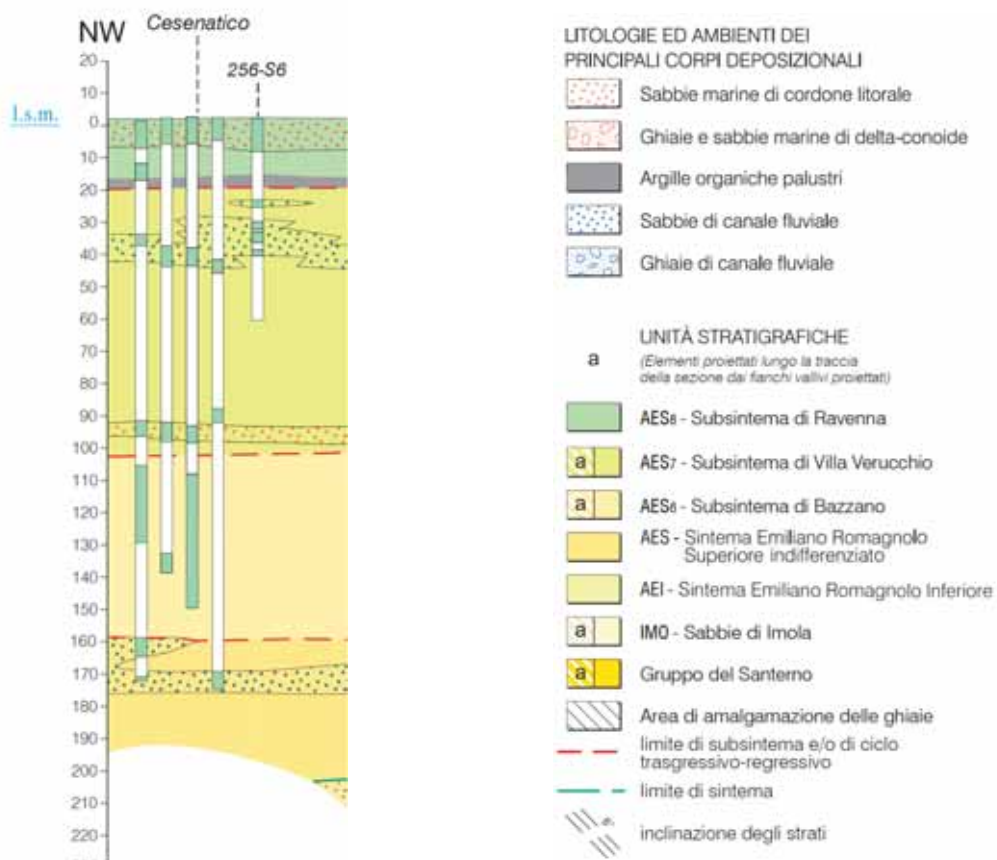 NW
Cesenatico
256-S6
l.s.m.
20
10
0
10
20
30
40
50
60
70
80
90
100
110
120
130
140
150
160
170
180
190
200
210
220
LITOLOGIE ED AMBIENTI DEI
PRINCIPALI CORPI DEPOSIZIONALI
Sabbie marine di cordone litorale
Ghiaie e sabbie marine di delta-conoide
Argille organiche palustri
Sabbie di canale fluviale
Ghiaie di canale fluviale
UNITÀ STRATIGRAFICHE
a (Elementi proiettati lungo la traccia
della sezione dai fianchi vallivi proiettati)
AES8 - Subsintema di Ravenna
a AES7 - Subsintema di Villa Verucchio
a AES6 - Subsintema di Bazzano
AES - Sintema Emiliano Romagnolo
Superiore indifferenziato
AEI - Sintema Emiliano Romagnolo Inferiore
a IMO - Sabbie di Imola
a Gruppo del Santerno
Area di amalgamazione delle ghiaie
limite di subsintema e/o di ciclo
trasgressivo-regressivo
limite di sintema
inclinazione degli strati